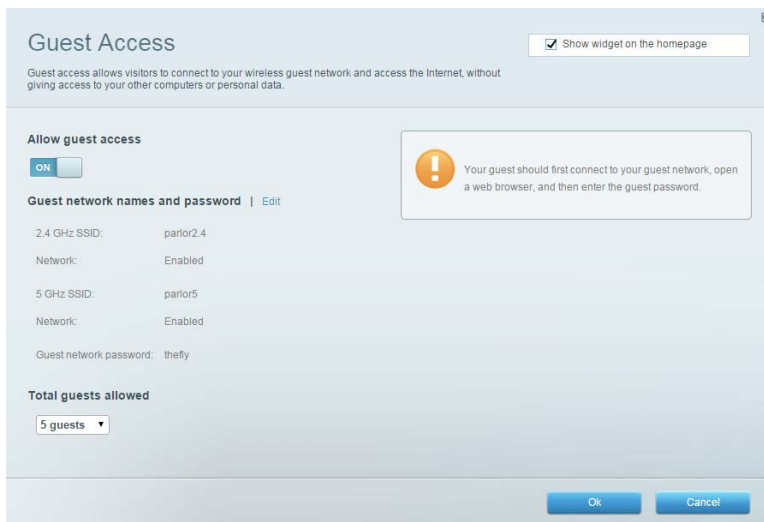 Guest Access
Show widget on the homepage
Guest access allows visitors to connect to your wireless guest network and access the Internet, without
giving access to your other computers or personal data.
Allow guest access
ON
Your guest should first connect to your guest network, open
a web browser, and then enter the guest password.
Guest network names and password | Edit
2.4 GHz SSID: parlor2.4
Network: Enabled
5 GHz SSID: parlor5
Network: Enabled
Guest network password: thefly
Total guests allowed
5 guests
Ok Cancel